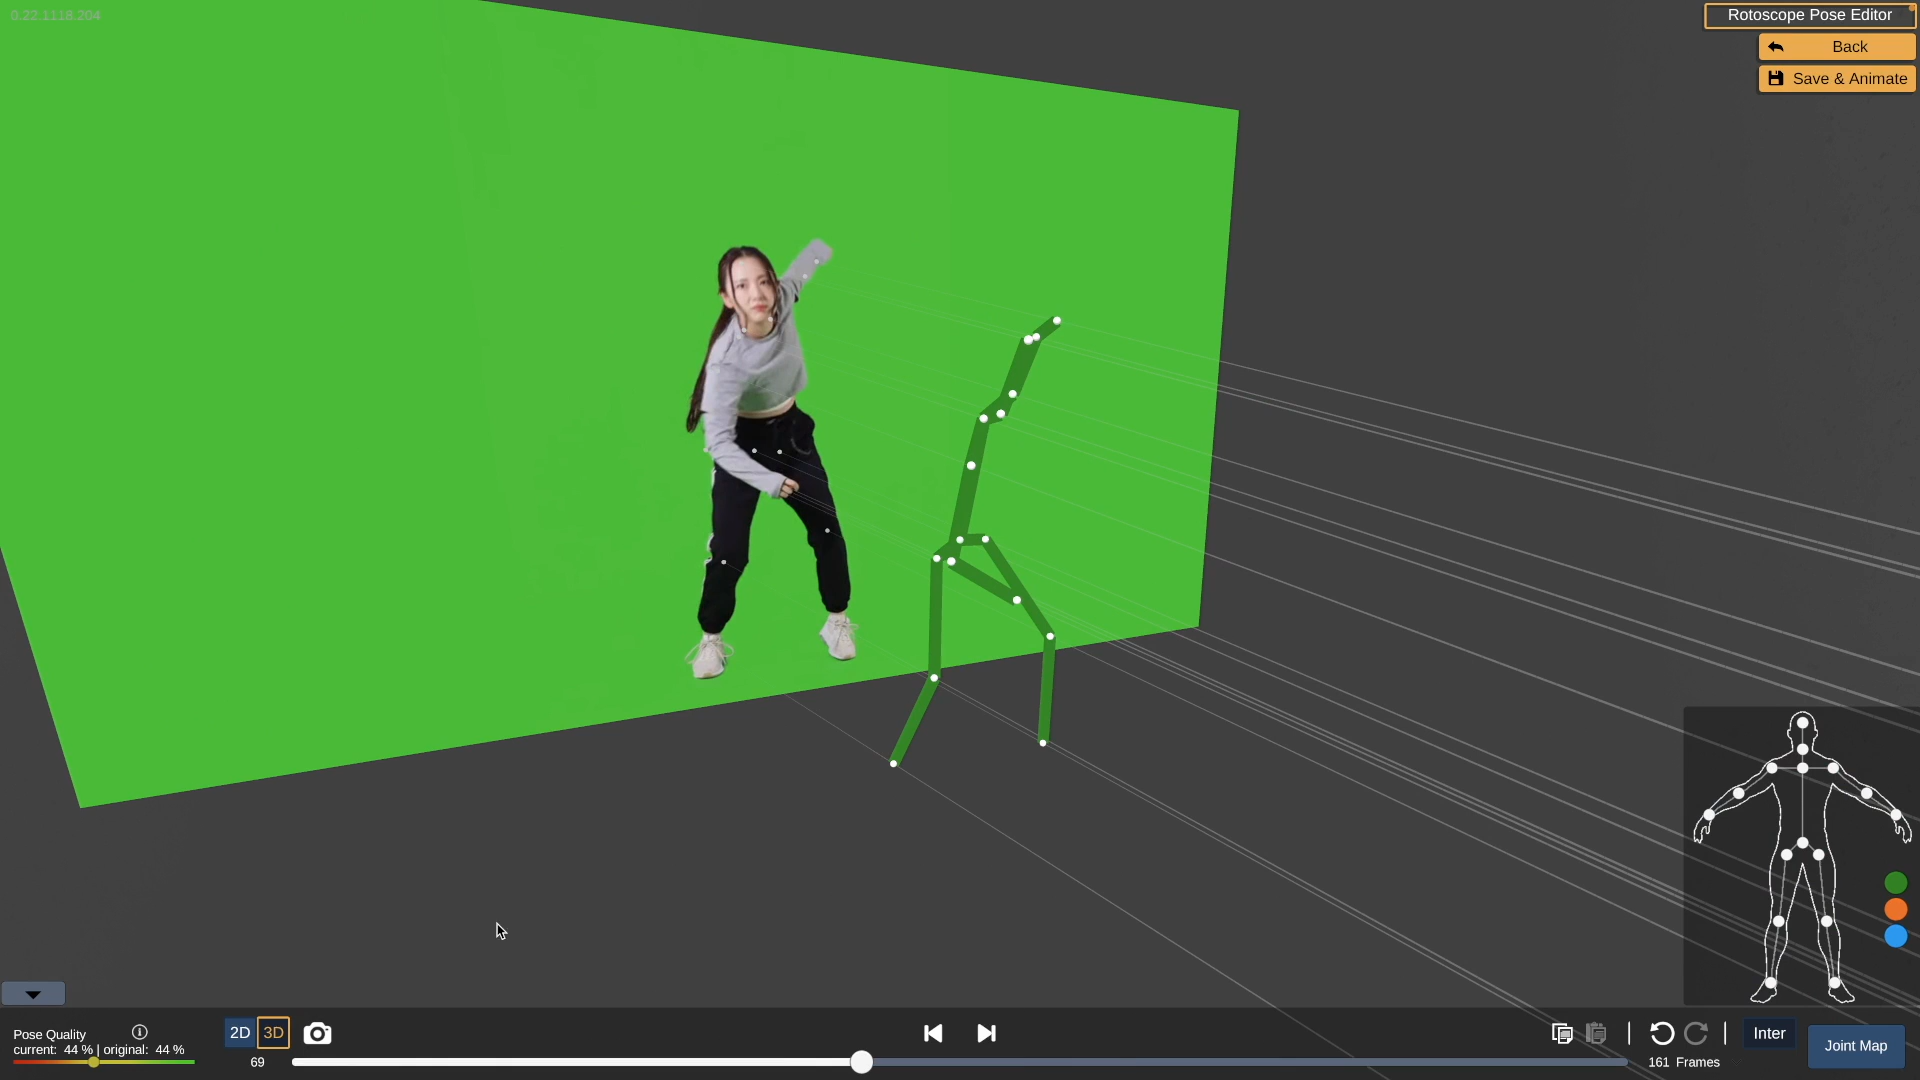 0.22.1118.204
Rotoscope Pose Editor
Back
Save & Animate
Pose Quality
current: 44 % | original: 44 %
2D
3D
69
161 Frames
Inter
Joint Map